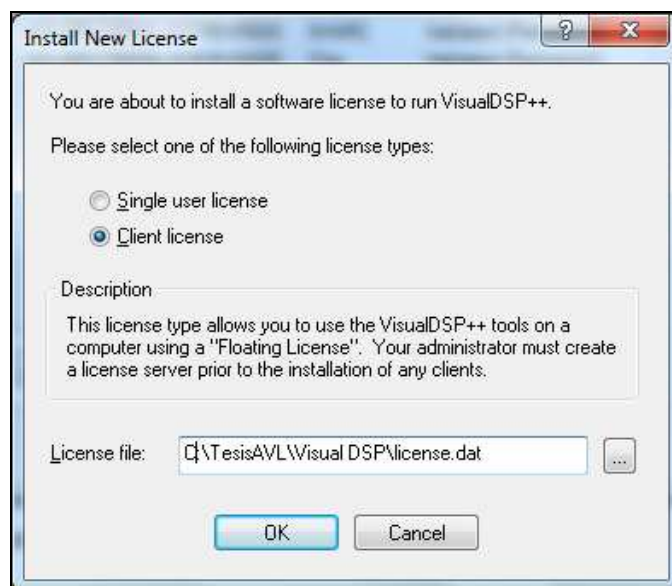 Install New License
?
You are about to install a software license to run VisualDSP++.
Please select one of the following license types:
Single user license
Client license
Description
This license type allows you to use the VisualDSP++ tools on a
computer using a "Floating License". Your administrator must create
a license server prior to the installation of any clients.
License file: C:\TesisAVL\Visual DSP\license.dat ...
OK Cancel